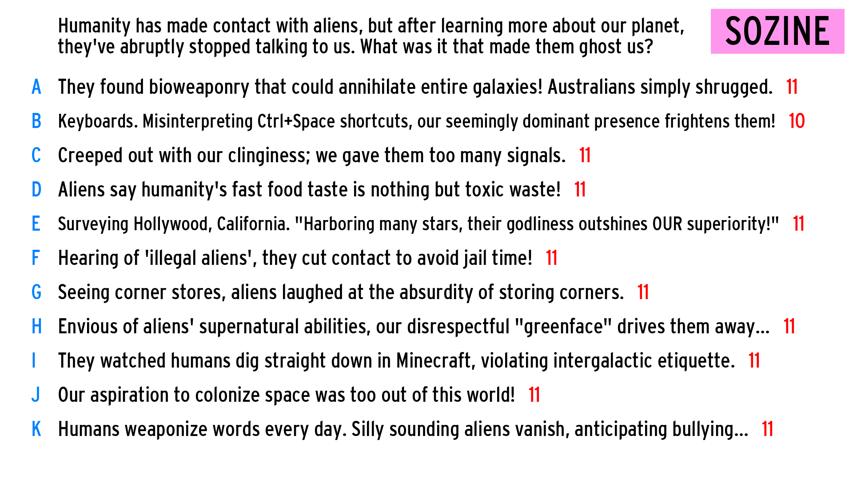 Humanity has made contact with aliens, but after learning more about our planet,
they've abruptly stopped talking to us. What was it that made them ghost us?
SOZINE
A They found bioweaponry that could annihilate entire galaxies! Australians simply shrugged. 11
B Keyboards. Misinterpreting Ctrl+Space shortcuts, our seemingly dominant presence frightens them! 10
C Creeped out with our clinginess; we gave them too many signals. 11
D Aliens say humanity's fast food taste is nothing but toxic waste! 11
E Surveying Hollywood, California. "Harboring many stars, their godliness outshines OUR superiority!" 11
F Hearing of 'illegal aliens', they cut contact to avoid jail time! 11
G Seeing corner stores, aliens laughed at the absurdity of storing corners. 11
H Envious of aliens' supernatural abilities, our disrespectful "greenface" drives them away... 11
I They watched humans dig straight down in Minecraft, violating intergalactic etiquette. 11
J Our aspiration to colonize space was too out of this world! 11
K Humans weaponize words every day. Silly sounding aliens vanish, anticipating bullying... 11